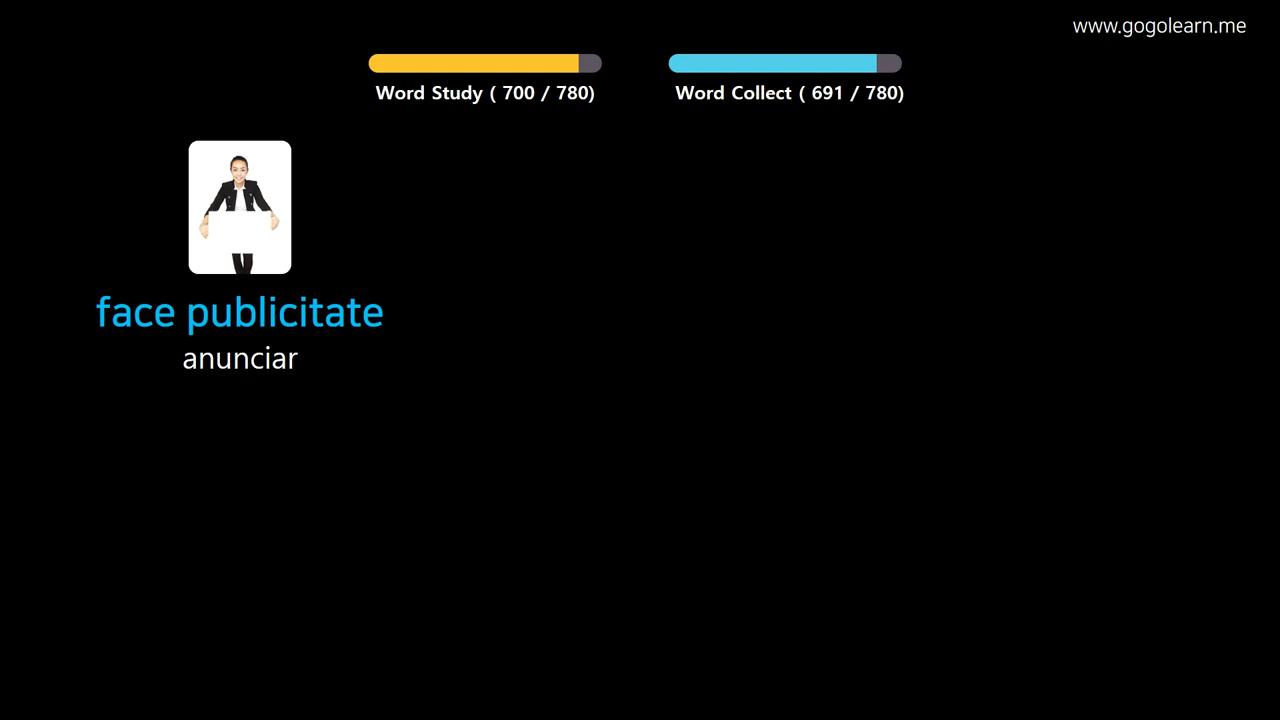 www.gogolearn.me
Word Study ( 700 / 780)
Word Collect ( 691 / 780)
face publicitate
anunciar